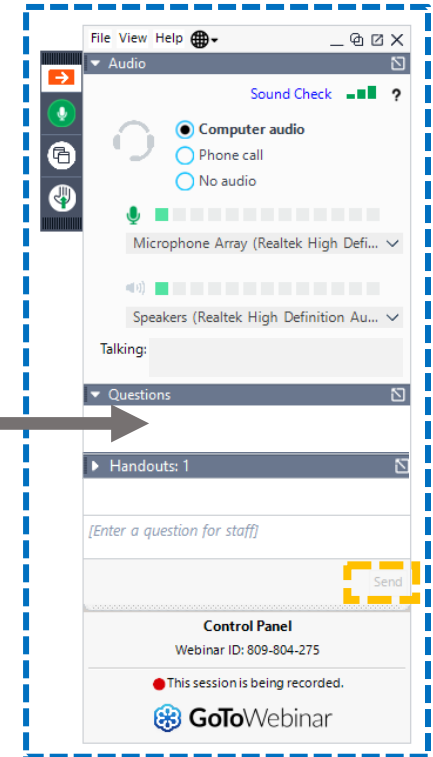 File View Help
Audio
Sound Check ?
Computer audio
Phone call
No audio
Microphone Array (Realtek High Defi...
Speakers (Realtek High Definition Au...
Talking:
Questions
Handouts: 1
[Enter a question for staff]
Send
Control Panel
Webinar ID: 809-804-275
This session is being recorded.
GoToWebinar